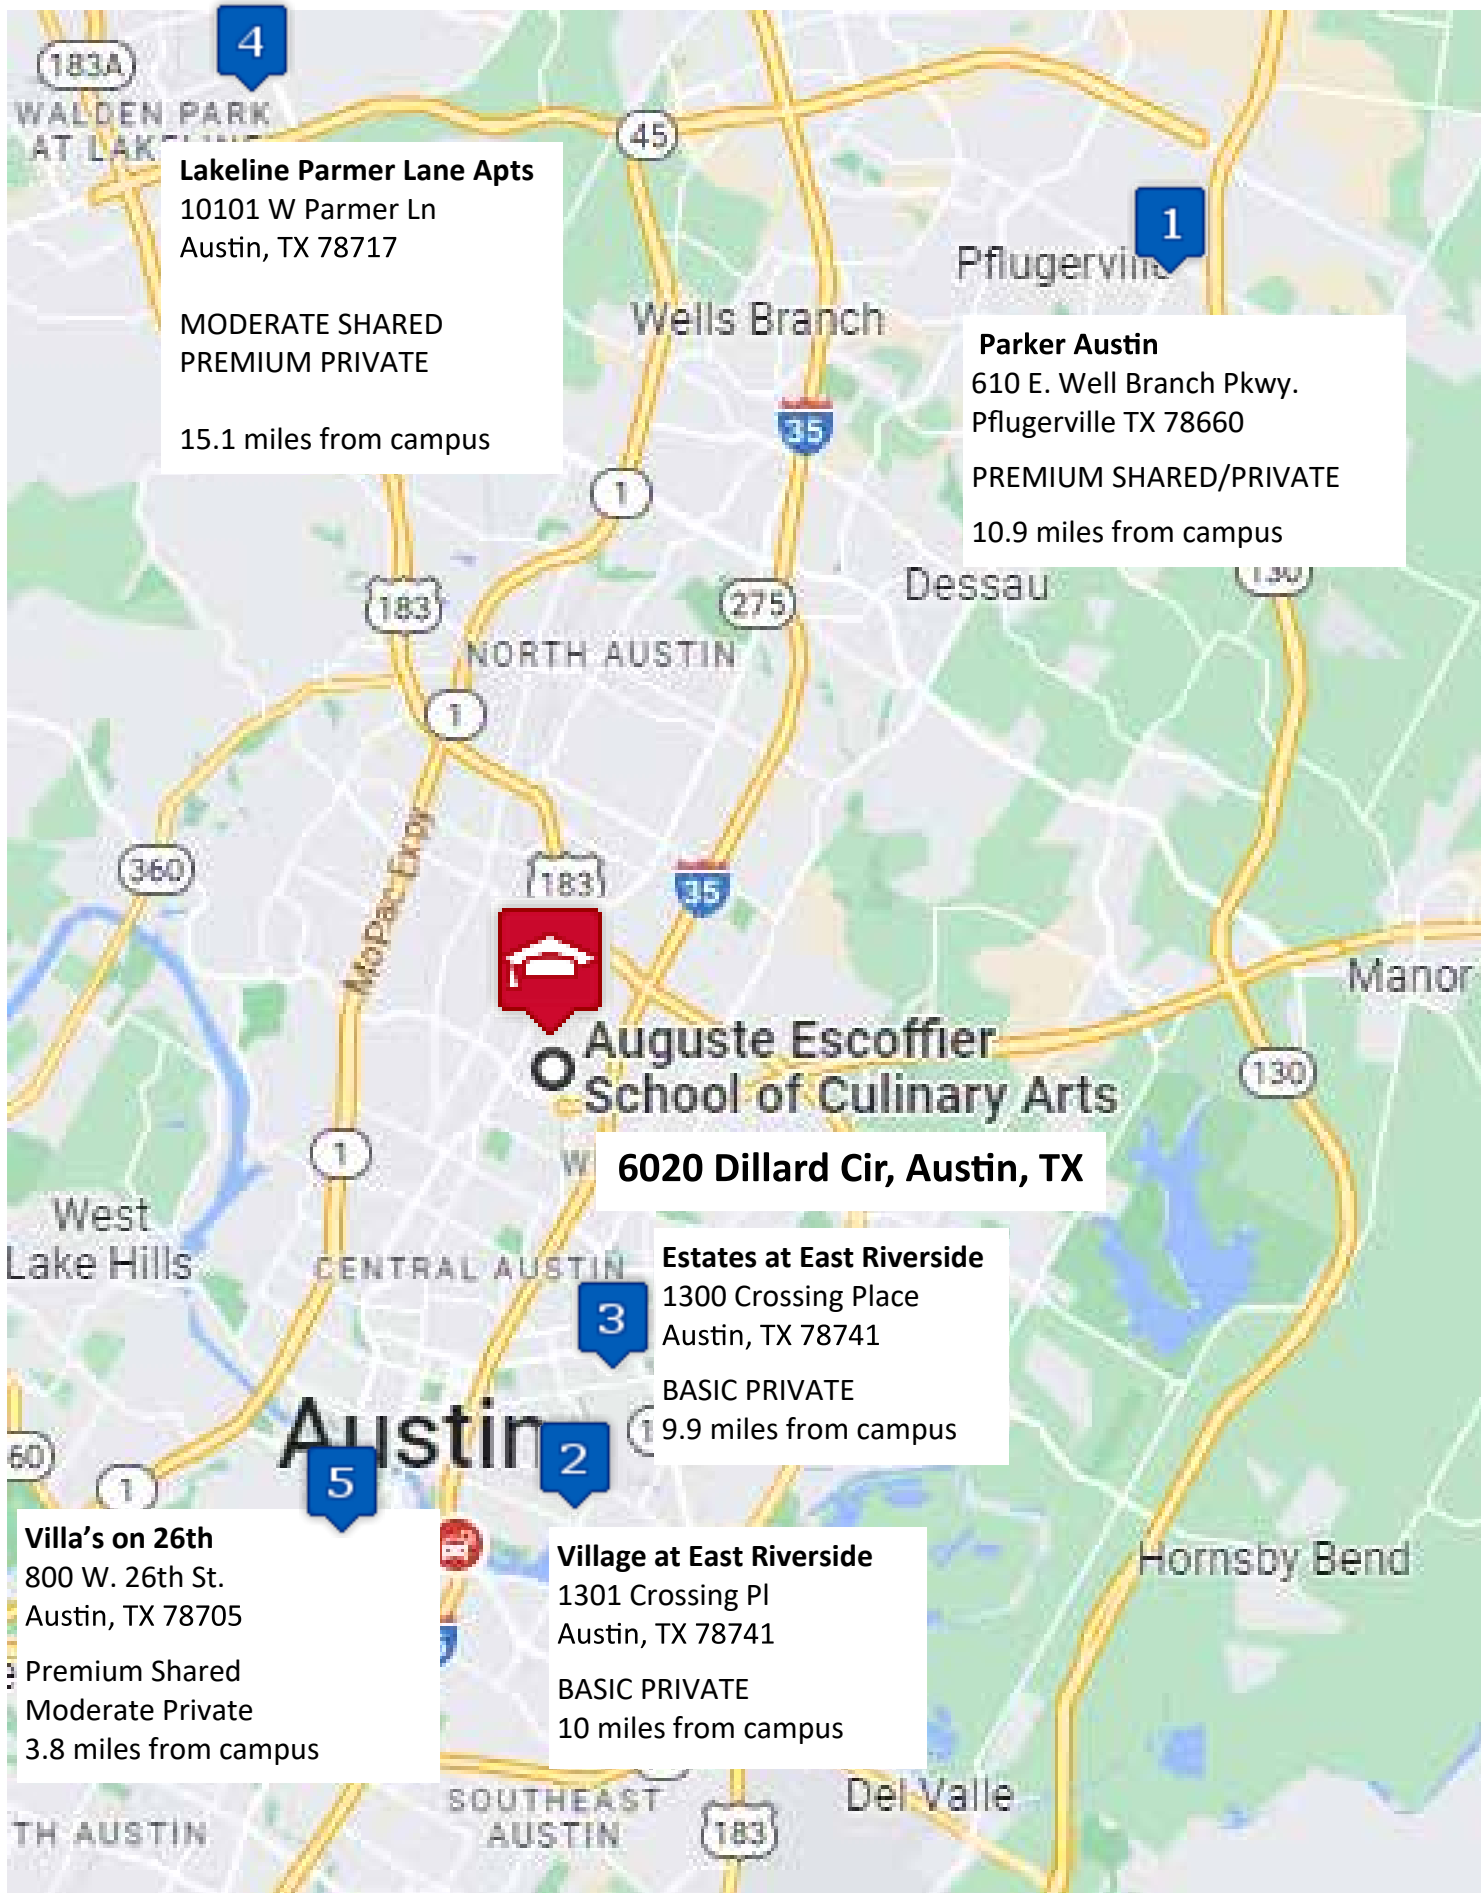 4
183A
WALDEN PARK
AT
45
Lakeline Parmer Lane Apts
10101 W Parmer Ln
Austin, TX 78717
MODERATE SHARED
PREMIUM PRIVATE
15.1 miles from campus
1
Pflugerville
Wells Branch
Parker Austin
610 E. Well Branch Pkwy.
Pflugerville TX 78660
PREMIUM SHARED/PRIVATE
10.9 miles from campus
35
1
183
275
Dessau
130
NORTH AUSTIN
1
MoPac Expy
360
183
35
Manor
Auguste Escoffier
School of Culinary Arts
130
1
6020 Dillard Cir, Austin, TX
West
Lake Hills
CENTRAL AUSTIN
3
Estates at East Riverside
1300 Crossing Place
Austin, TX 78741
BASIC PRIVATE
9.9 miles from campus
Austin
2
5
60
1
Villa's on 26th
800 W. 26th St.
Austin, TX 78705
Premium Shared
Moderate Private
3.8 miles from campus
Village at East Riverside
1301 Crossing Pl
Austin, TX 78741
BASIC PRIVATE
10 miles from campus
Hornsby Bend
SOUTHEAST
AUSTIN
Del Valle
TH AUSTIN
183